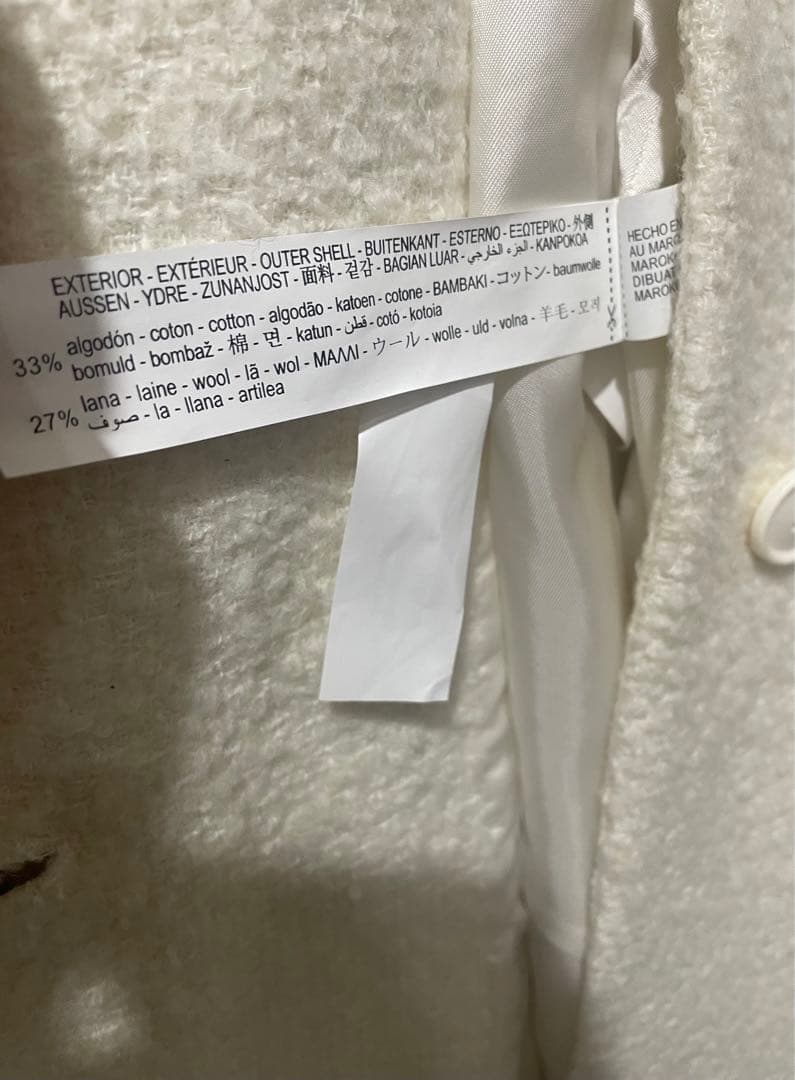 EXTERIOR - EXTÉRIEUR - OUTER SHELL - BUITENKANT - ESTERNO - ΕΞΩΤΕΡΙΚΟ - 外側
AUSSEN - YDRE - ZUNANJOST - 面料 - 겉감 - BAGIAN LUAR - الجزء الخارجي - KANPOKOA
33% algodón - coton - cotton - algodão - katoen - cotone - BAMBAKI - コットン - baumwolle
bomuld - bombaž - 棉 - 면 - katun - قطن - cotó - kotoia
27% lana - laine - wool - lã - wol - ΜΑΛΛΙ - ウール - wolle - uld - volna - 羊毛 - 모직
صوف - la - llana - artilea
HECHO EN
AU MARO
MAROK
DIBUAT
MAROK